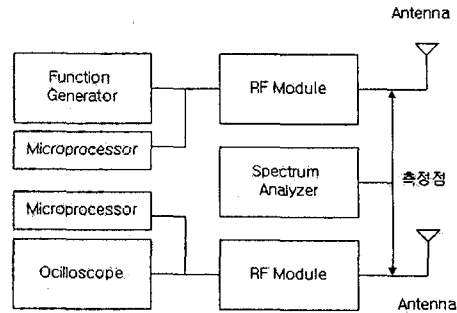 Antenna
Function
Generator
RF Module
Microprocessor
Spectrum
Analyzer
측정점
Microprocessor
Ocilloscope
RF Module
Antenna